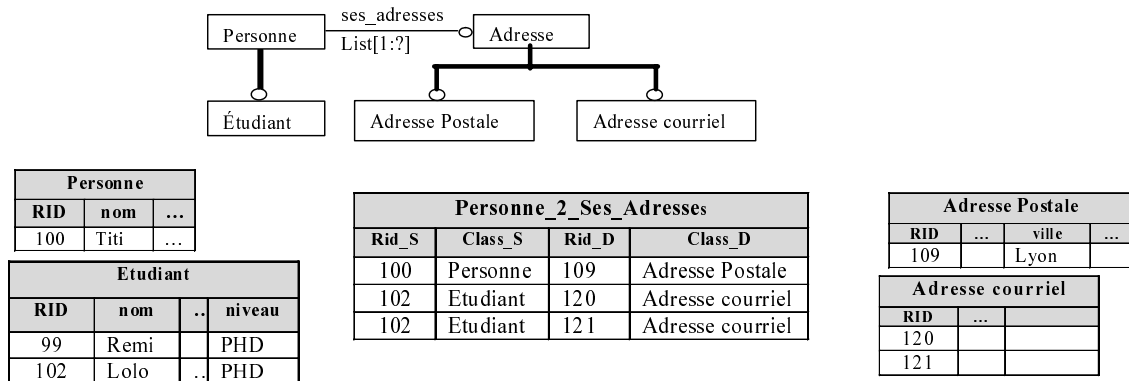 ses_adresses
Personne
List[1:?]
Adresse
Étudiant
Adresse Postale
Adresse courriel
Personne
RID nom ...
100 Titi ...
Etudiant
RID nom .. niveau
99 Remi PHD
102 Lolo .. PHD
Personne_2_Ses_Adresses
Rid_S Class_S Rid_D Class_D
100 Personne 109 Adresse Postale
102 Etudiant 120 Adresse courriel
102 Etudiant 121 Adresse courriel
Adresse Postale
RID ... ville ...
109 Lyon
Adresse courriel
RID ...
120
121